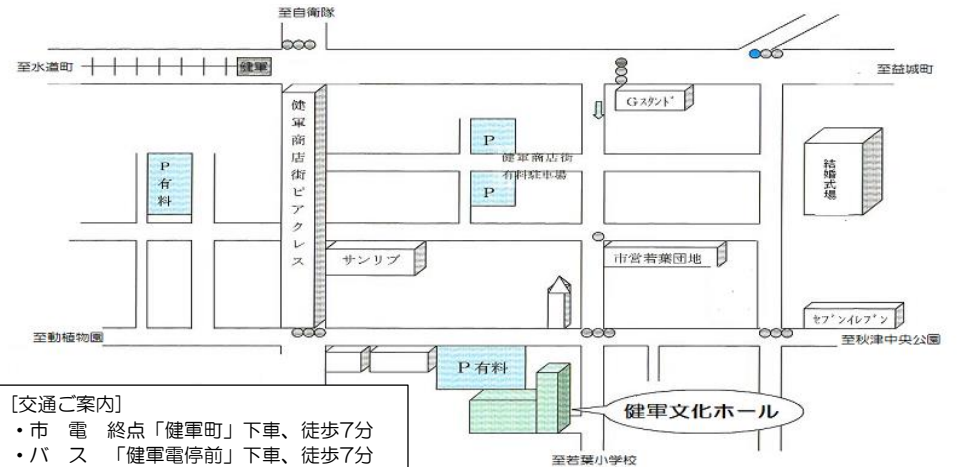 至自衛隊
至水道町
健軍
至益城町
Gスタンド
健軍商店街ピアクレス
P
健軍商店街
有料駐車場
P
P
有
料
結婚式場
サンリブ
市営若葉団地
セブンイレブン
至動植物園
至秋津中央公園
P有料
健軍文化ホール
至若葉小学校
[交通ご案内]
・市　電　終点「健軍町」下車、徒歩7分
・バ　ス　「健軍電停前」下車、徒歩7分